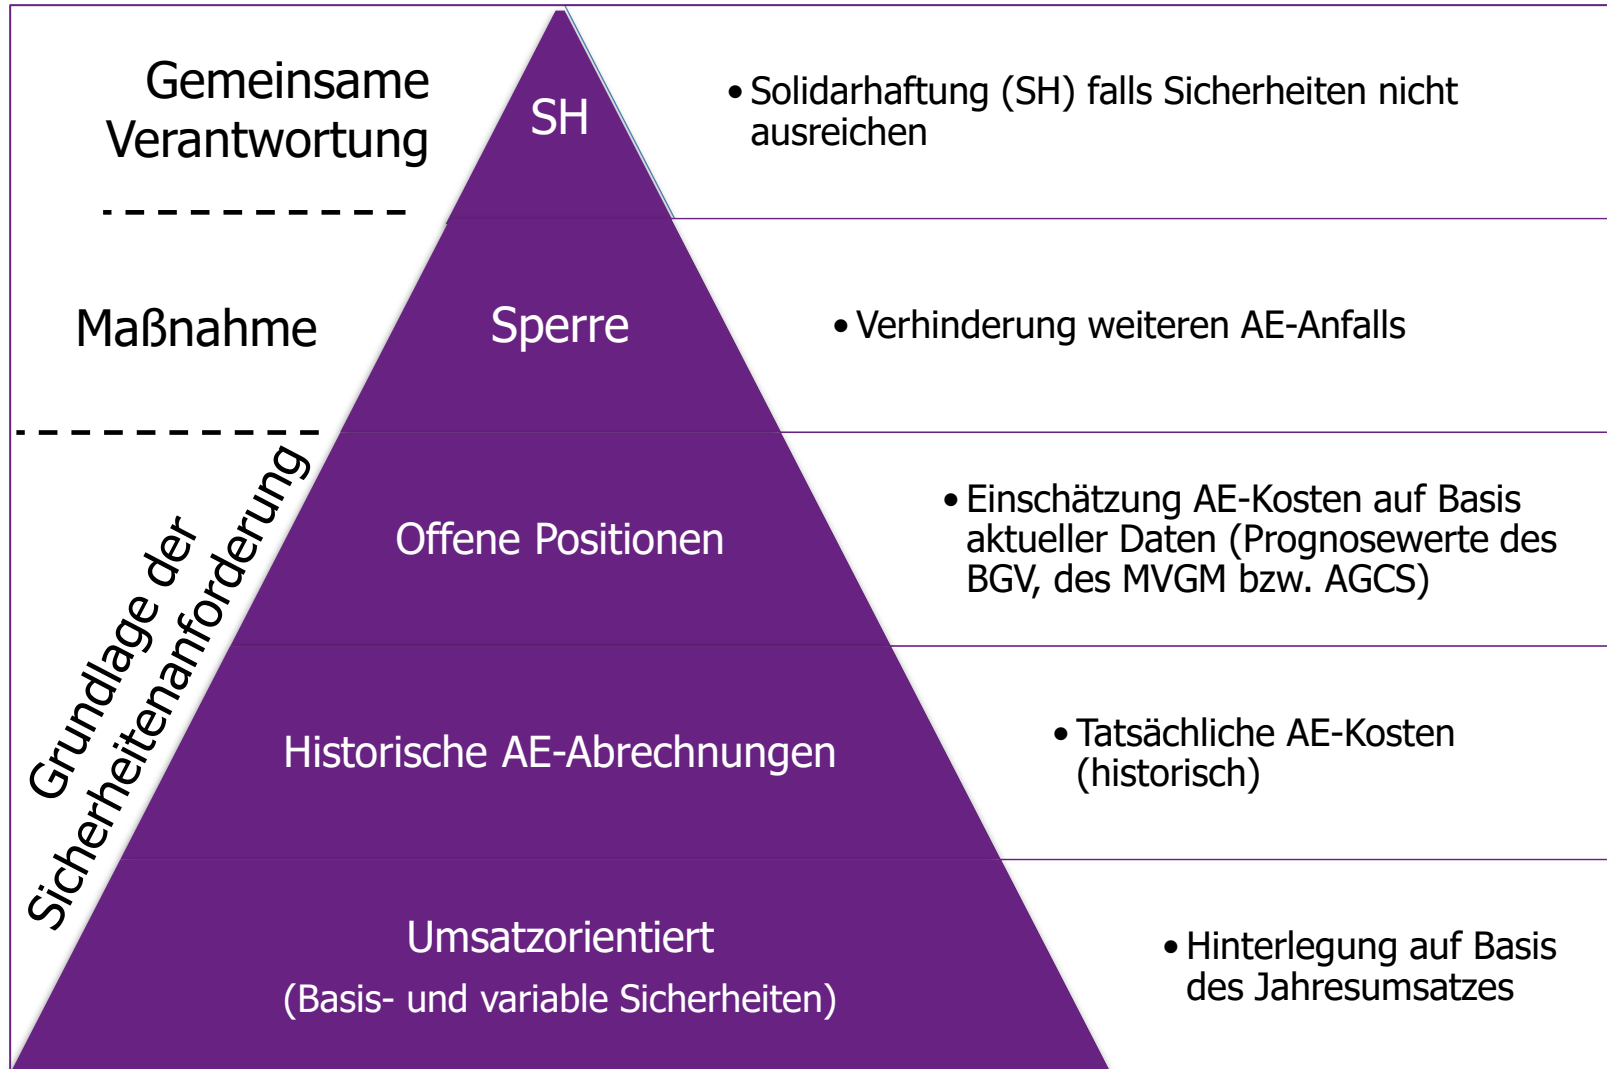 Gemeinsame
Verantwortung
SH
• Solidarhaftung (SH) falls Sicherheiten nicht
ausreichen
Maßnahme
Sperre
• Verhinderung weiteren AE-Anfalls
Grundlage der
Sicherheitenanforderung
Offene Positionen
• Einschätzung AE-Kosten auf Basis
aktueller Daten (Prognosewerte des
BGV, des MVGM bzw. AGCS)
Historische AE-Abrechnungen
• Tatsächliche AE-Kosten
(historisch)
Umsatzorientiert
(Basis- und variable Sicherheiten)
• Hinterlegung auf Basis
des Jahresumsatzes